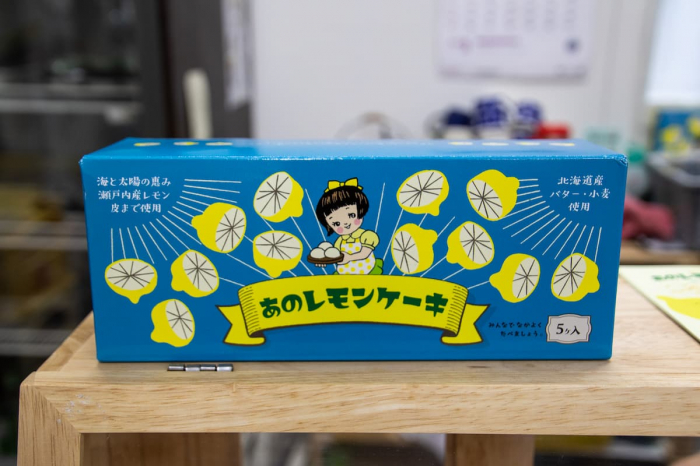 海と太陽の恵み
瀬戸内産レモン
皮まで使用
北海道産
バター・小麦
使用
あのレモンケーキ
みんなでなかよく
たべましょう。
5ヶ入